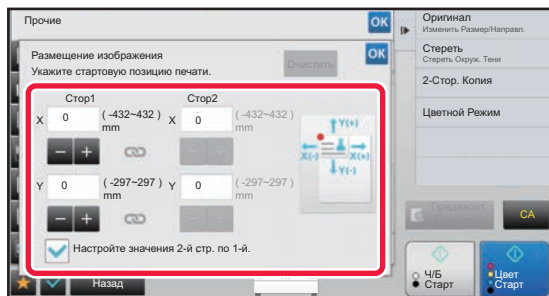 Прочие
OK
Размещение изображения
Укажите стартовую позицию печати.
Очистить
OK
Стор1
Стор2
X 0 ( -432~432 ) mm
X 0 ( -432~432 ) mm
Y(+)
X(-)
X(+)
Y(-)
Y 0 ( -297~297 ) mm
Y 0 ( -297~297 ) mm
Настройте значения 2-й стр. по 1-й.
Назад
Оригинал
Изменить Размер/Направл.
Стереть
Стереть Окруж. Тени
2-Стор. Копия
Цветной Режим
Предварит.
CA
Ч/Б
Старт
Цвет
Старт